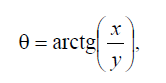 θ = arctg(x/y),